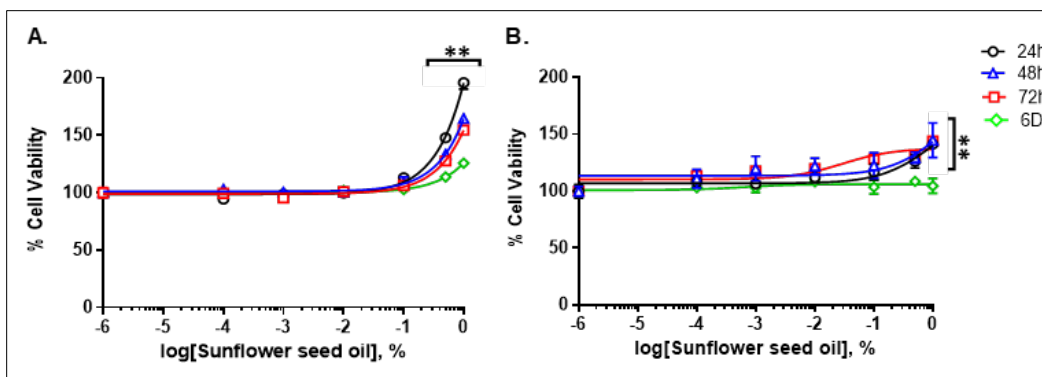 A.
**
% Cell Viability
200
150
100
50
0
-6
-5
-4
-3
-2
-1
0
log[Sunflower seed oil], %
B.
**
% Cell Viability
200
150
100
50
0
-6
-5
-4
-3
-2
-1
0
log[Sunflower seed oil], %
24h
48h
72h
6D